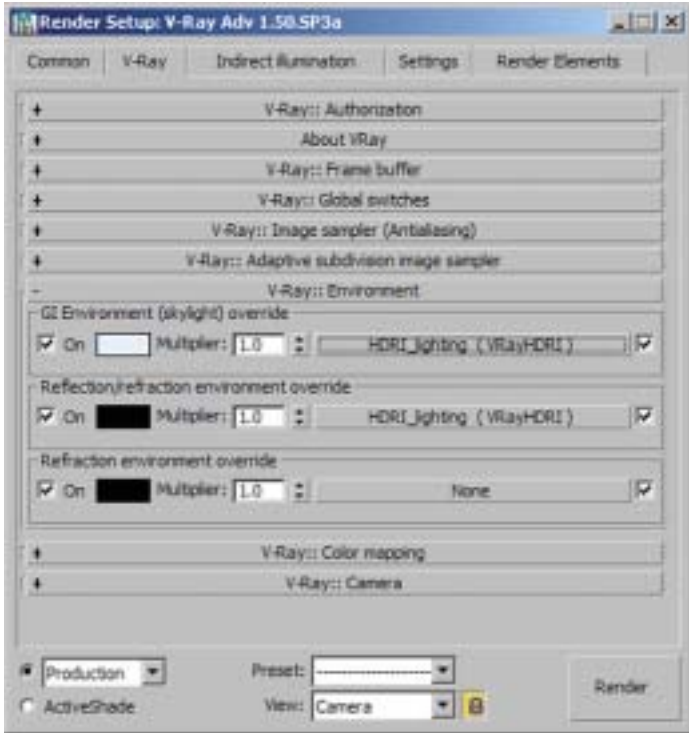 Render Setup: V-Ray Adv 1.50.SP3a
Common V-Ray Indirect illumination Settings Render Elements
+ V-Ray:: Authorization
+ About VRay
+ V-Ray:: Frame buffer
+ V-Ray:: Global switches
+ V-Ray:: Image sampler (Antialiasing)
+ V-Ray:: Adaptive subdivision image sampler
- V-Ray:: Environment
GI Environment (skylight) override
On Multiplier: 1.0 HDRI_lighting ( VRayHDRI )
Reflection/refraction environment override
On Multiplier: 1.0 HDRI_lighting ( VRayHDRI )
Refraction environment override
On Multiplier: 1.0 None
+ V-Ray:: Color mapping
+ V-Ray:: Camera
Production Preset: --------------------
ActiveShade View: Camera
Render